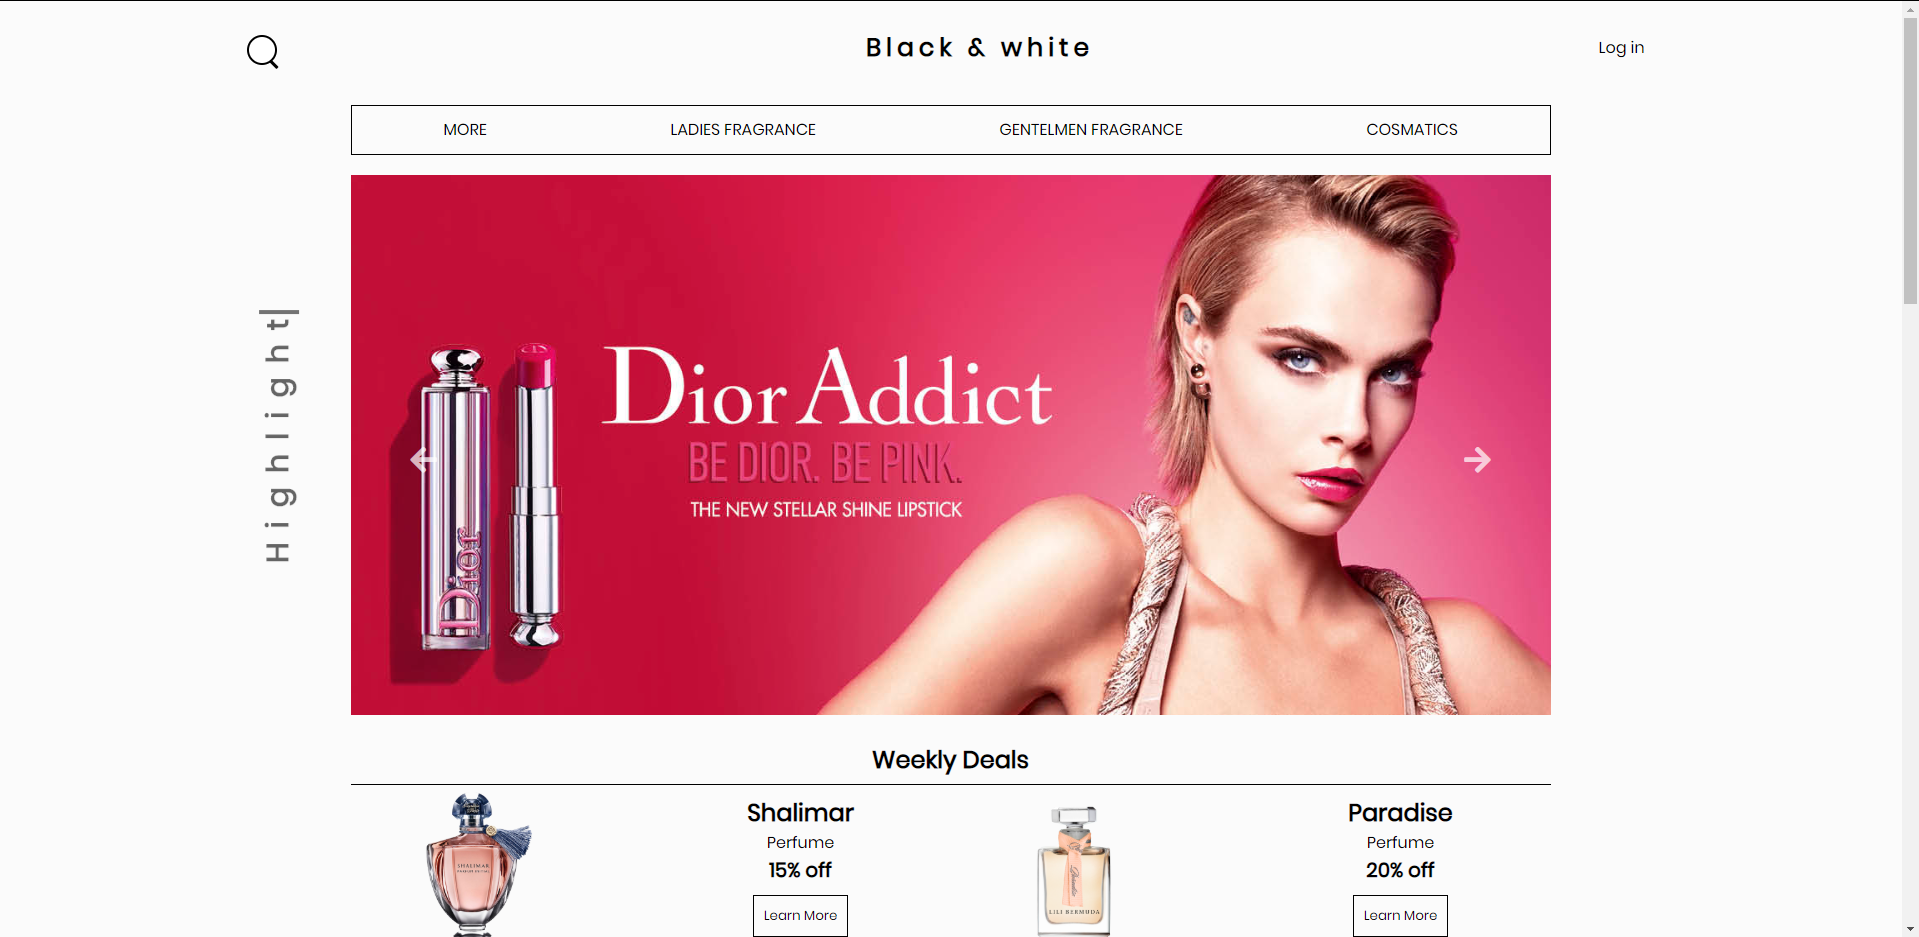 Black & white
Log in
MORE
LADIES FRAGRANCE
GENTELMEN FRAGRANCE
COSMATICS
Highlight|
Dior
Dior Addict
BE DIOR. BE PINK.
THE NEW STELLAR SHINE LIPSTICK
Weekly Deals
SHALIMAR
Shalimar
Perfume
15% off
Learn More
Paradise
LILI BERMUDA
Paradise
Perfume
20% off
Learn More